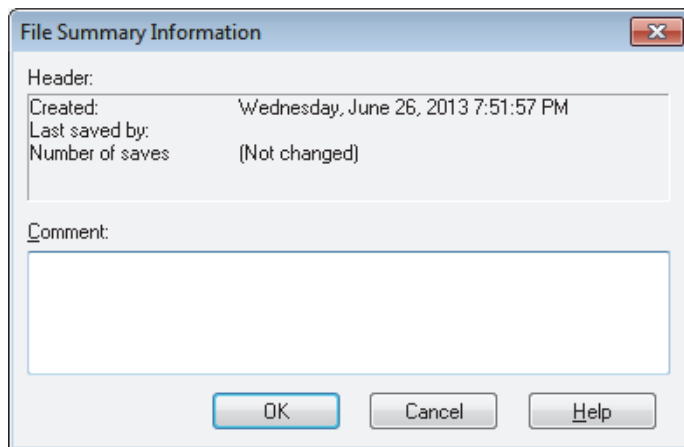 File Summary Information
Header:
Created: Wednesday, June 26, 2013 7:51:57 PM
Last saved by:
Number of saves (Not changed)
Comment:
OK Cancel Help